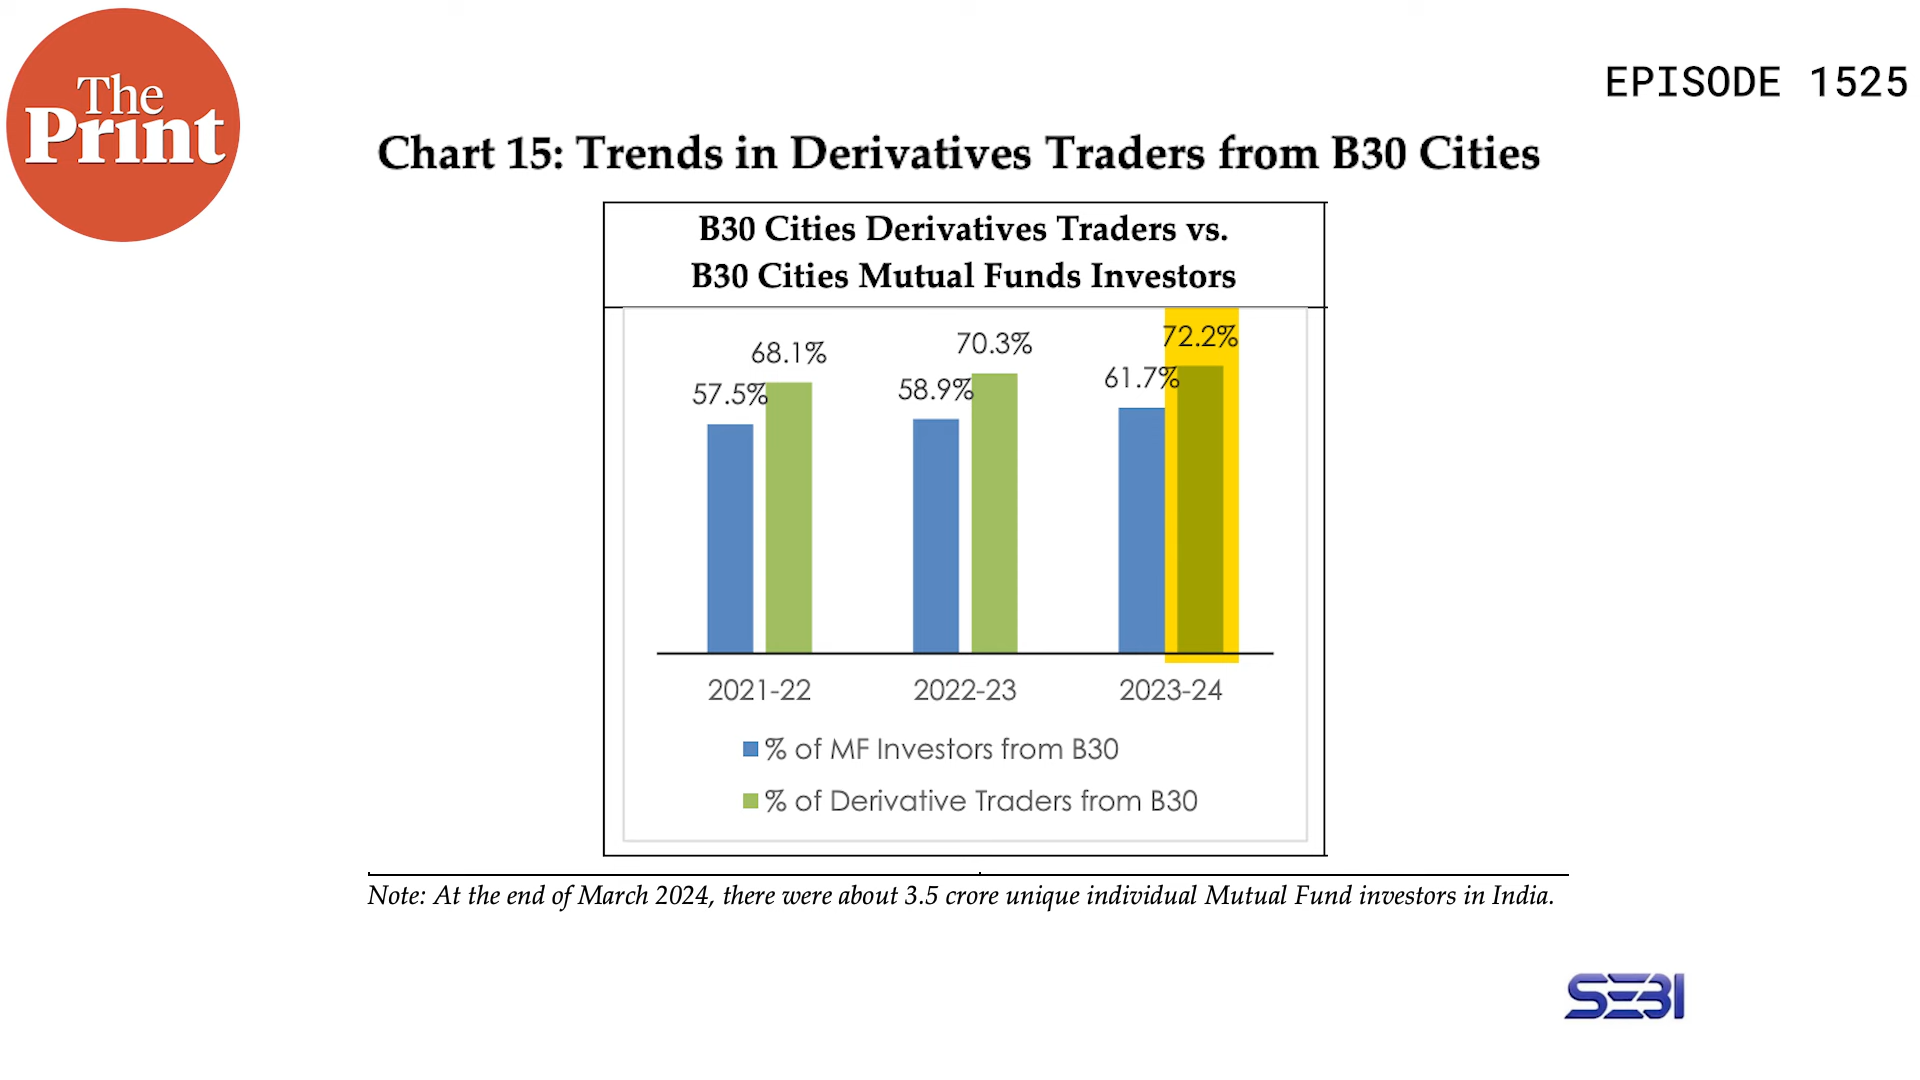 The
Print
EPISODE 1525
Chart 15: Trends in Derivatives Traders from B30 Cities
B30 Cities Derivatives Traders vs.
B30 Cities Mutual Funds Investors
57.5% 68.1% 58.9% 70.3% 61.7% 72.2%
2021-22 2022-23 2023-24
% of MF Investors from B30
% of Derivative Traders from B30
Note: At the end of March 2024, there were about 3.5 crore unique individual Mutual Fund investors in India.
SEBI